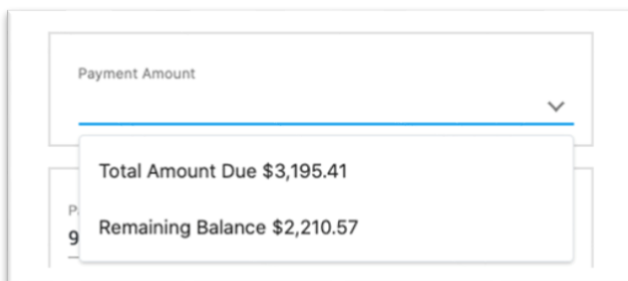 Payment Amount
Total Amount Due $3,195.41
Remaining Balance $2,210.57